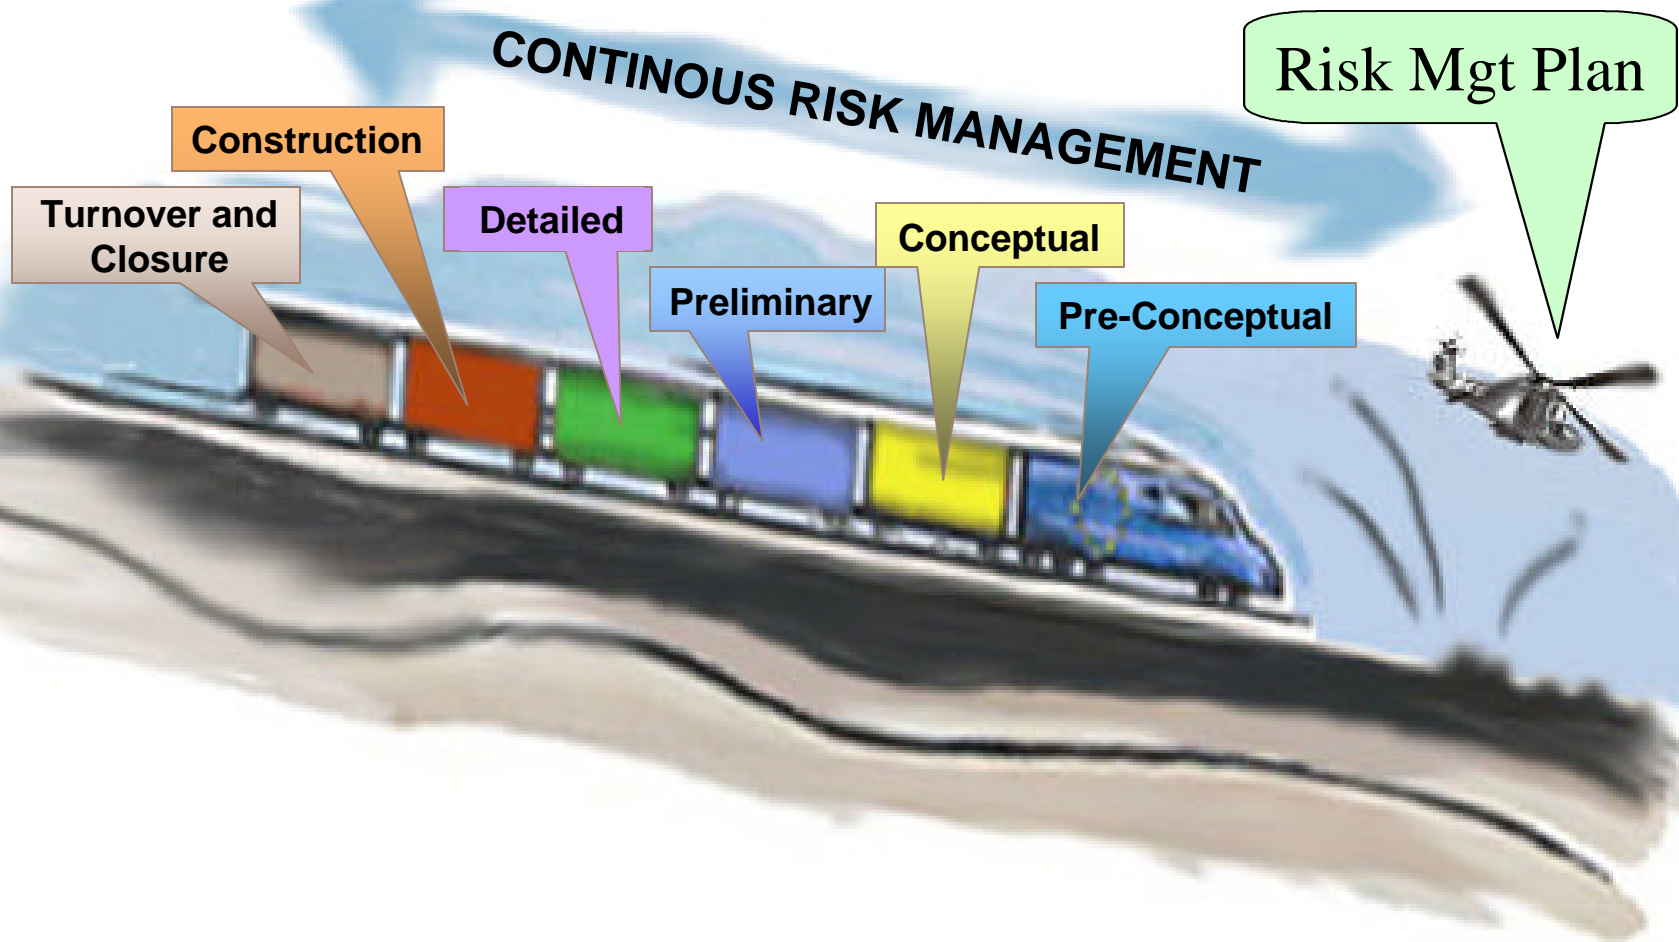 CONTINOUS RISK MANAGEMENT
Risk Mgt Plan
Construction
Turnover and
Closure
Detailed
Conceptual
Preliminary
Pre-Conceptual